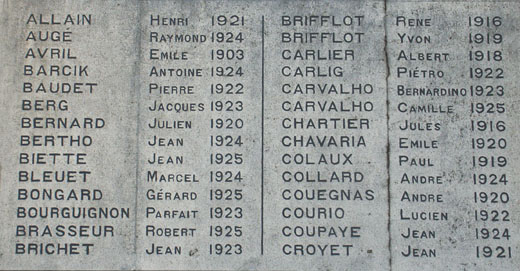 ALLAIN HENRI 1921
AUGÉ RAYMOND 1924
AVRIL EMILE 1903
BARCIK ANTOINE 1924
BAUDET PIERRE 1922
BERG JACQUES 1923
BERNARD JULIEN 1920
BERTHO JEAN 1924
BIETTE JEAN 1925
BLEUET MARCEL 1924
BONGARD GÉRARD 1925
BOURGUIGNON PARFAIT 1923
BRASSEUR ROBERT 1925
BRICHET JEAN 1923
BRIFFLOT RENE 1916
BRIFFLOT YVON 1919
CARLIER ALBERT 1918
CARLIG PIÉTRO 1922
CARVALHO BERNARDINO 1923
CARVALHO CAMILLE 1925
CHARTIER JULES 1916
CHAVARIA EMILE 1920
COLAUX PAUL 1919
COLLARD ANDRE 1924
COUEGNAS ANDRE 1920
COURIO LUCIEN 1922
COUPAYE JEAN 1924
CROYET JEAN 1921